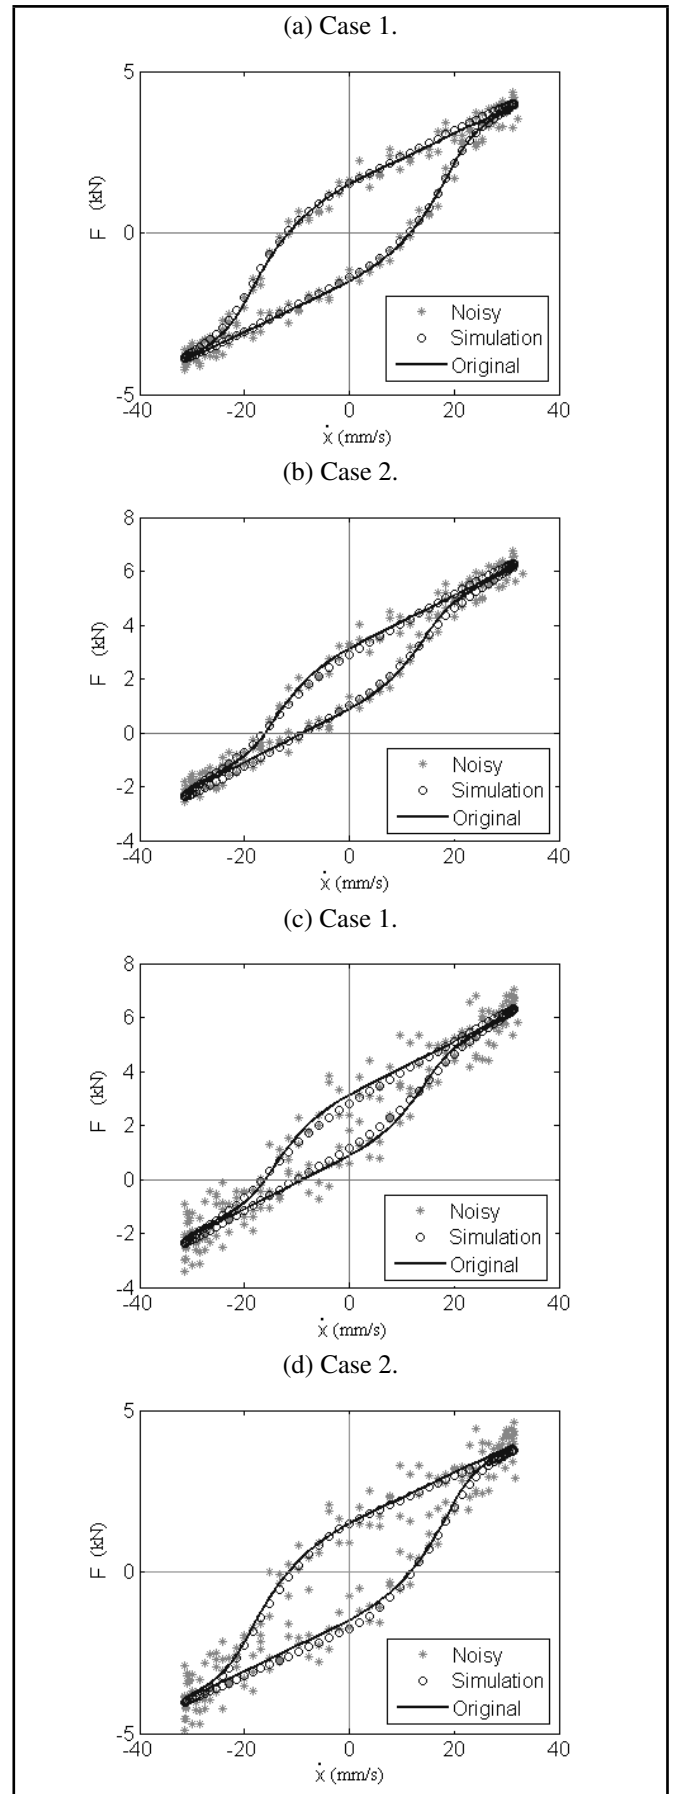 (a) Case 1.
5
F (kN)
0
-5
-40 -20 0 20 40
ẋ (mm/s)
Noisy
Simulation
Original
(b) Case 2.
8
6
4
F (kN)
2
0
-2
-4
-40 -20 0 20 40
ẋ (mm/s)
Noisy
Simulation
Original
(c) Case 1.
8
6
4
F (kN)
2
0
-2
-4
-40 -20 0 20 40
ẋ (mm/s)
Noisy
Simulation
Original
(d) Case 2.
5
F (kN)
0
-5
-40 -20 0 20 40
ẋ (mm/s)
Noisy
Simulation
Original